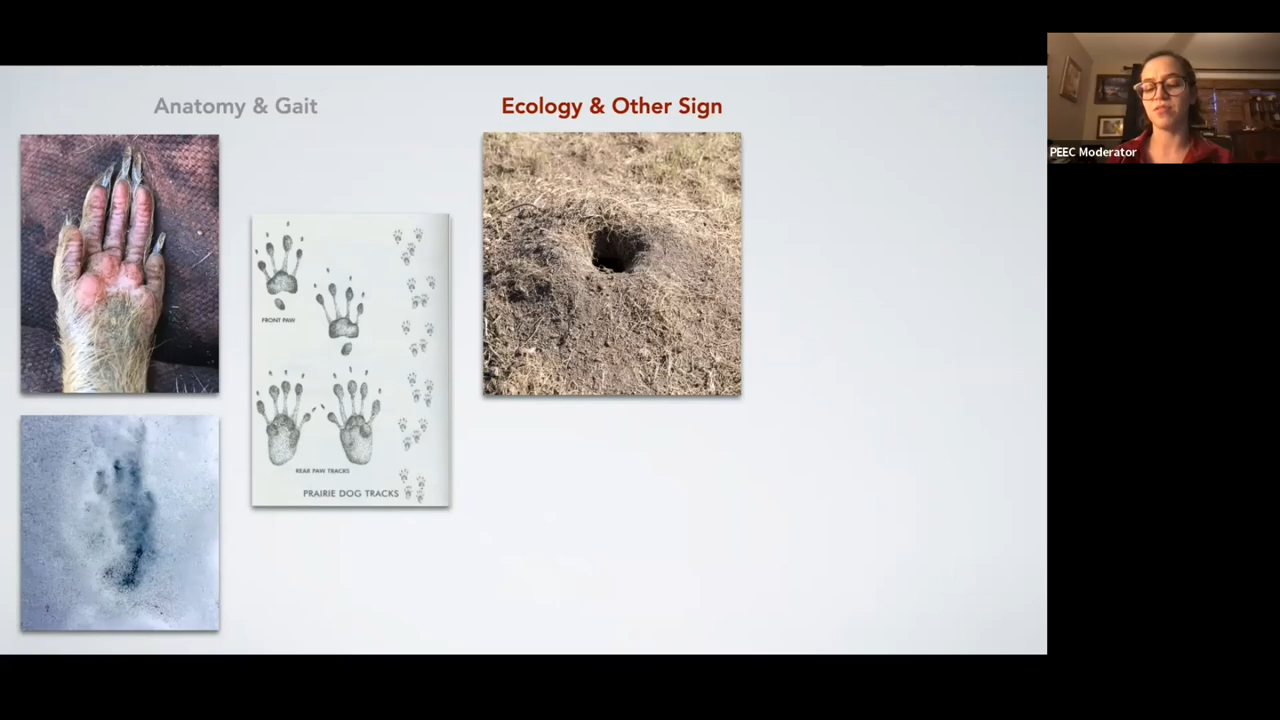 Anatomy & Gait
Ecology & Other Sign
FRONT PAW
REAR PAW TRACKS
PRAIRIE DOG TRACKS
PEEC Moderator